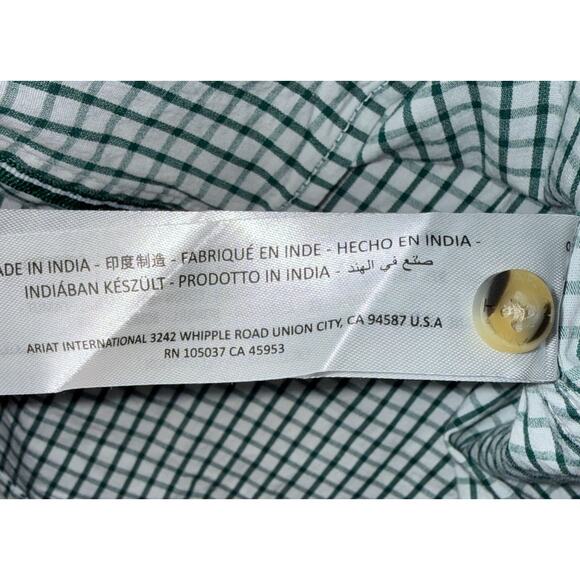 ADE IN INDIA - 印度制造 - FABRIQUÉ EN INDE - HECHO EN INDIA -
INDIÁBAN KÉSZÜLT - PRODOTTO IN INDIA - صنّع في الهند
ARIAT INTERNATIONAL 3242 WHIPPLE ROAD UNION CITY, CA 94587 U.S.A
RN 105037 CA 45953